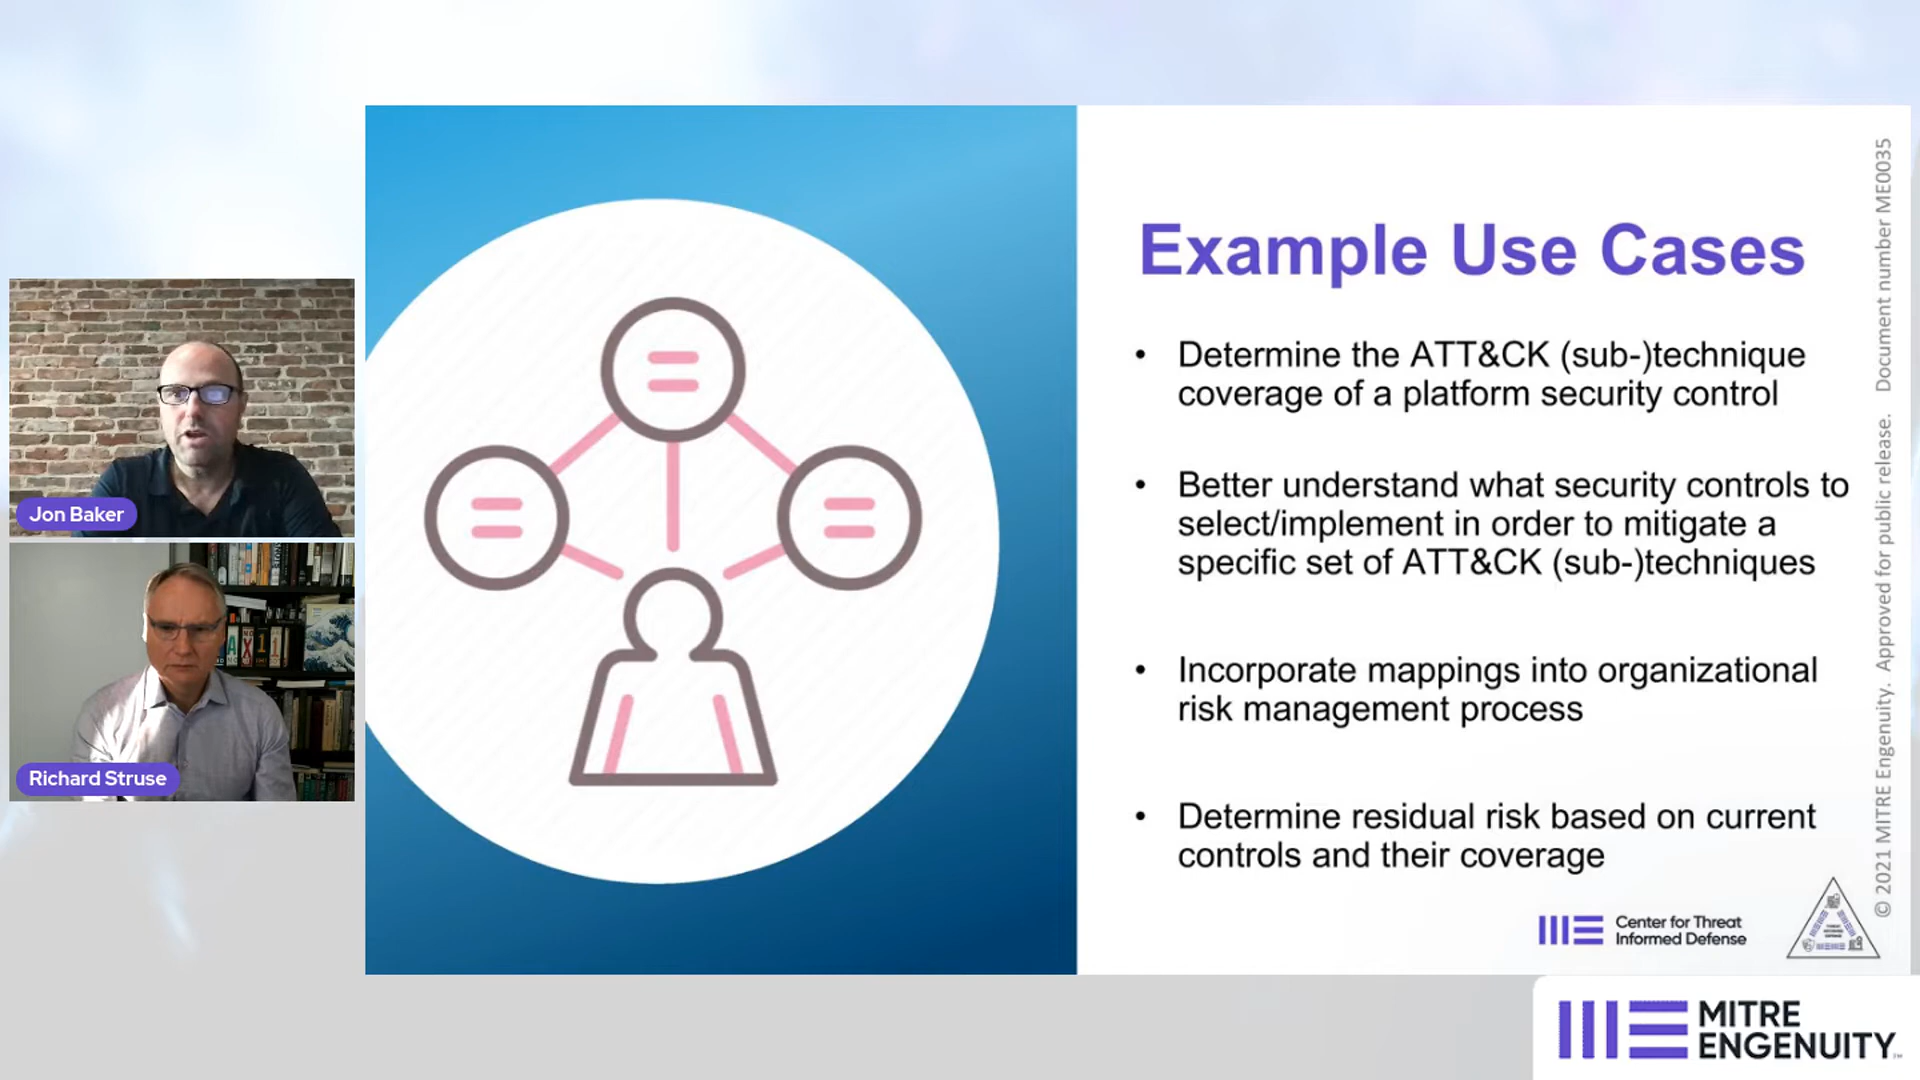 Example Use Cases
• Determine the ATT&CK (sub-)technique
coverage of a platform security control
• Better understand what security controls to
select/implement in order to mitigate a
specific set of ATT&CK (sub-)techniques
• Incorporate mappings into organizational
risk management process
• Determine residual risk based on current
controls and their coverage
© 2021 MITRE Engenuity. Approved for public release. Document number ME0035
Center for Threat
Informed Defense
Jon Baker
Richard Struse
MITRE
ENGENUITY